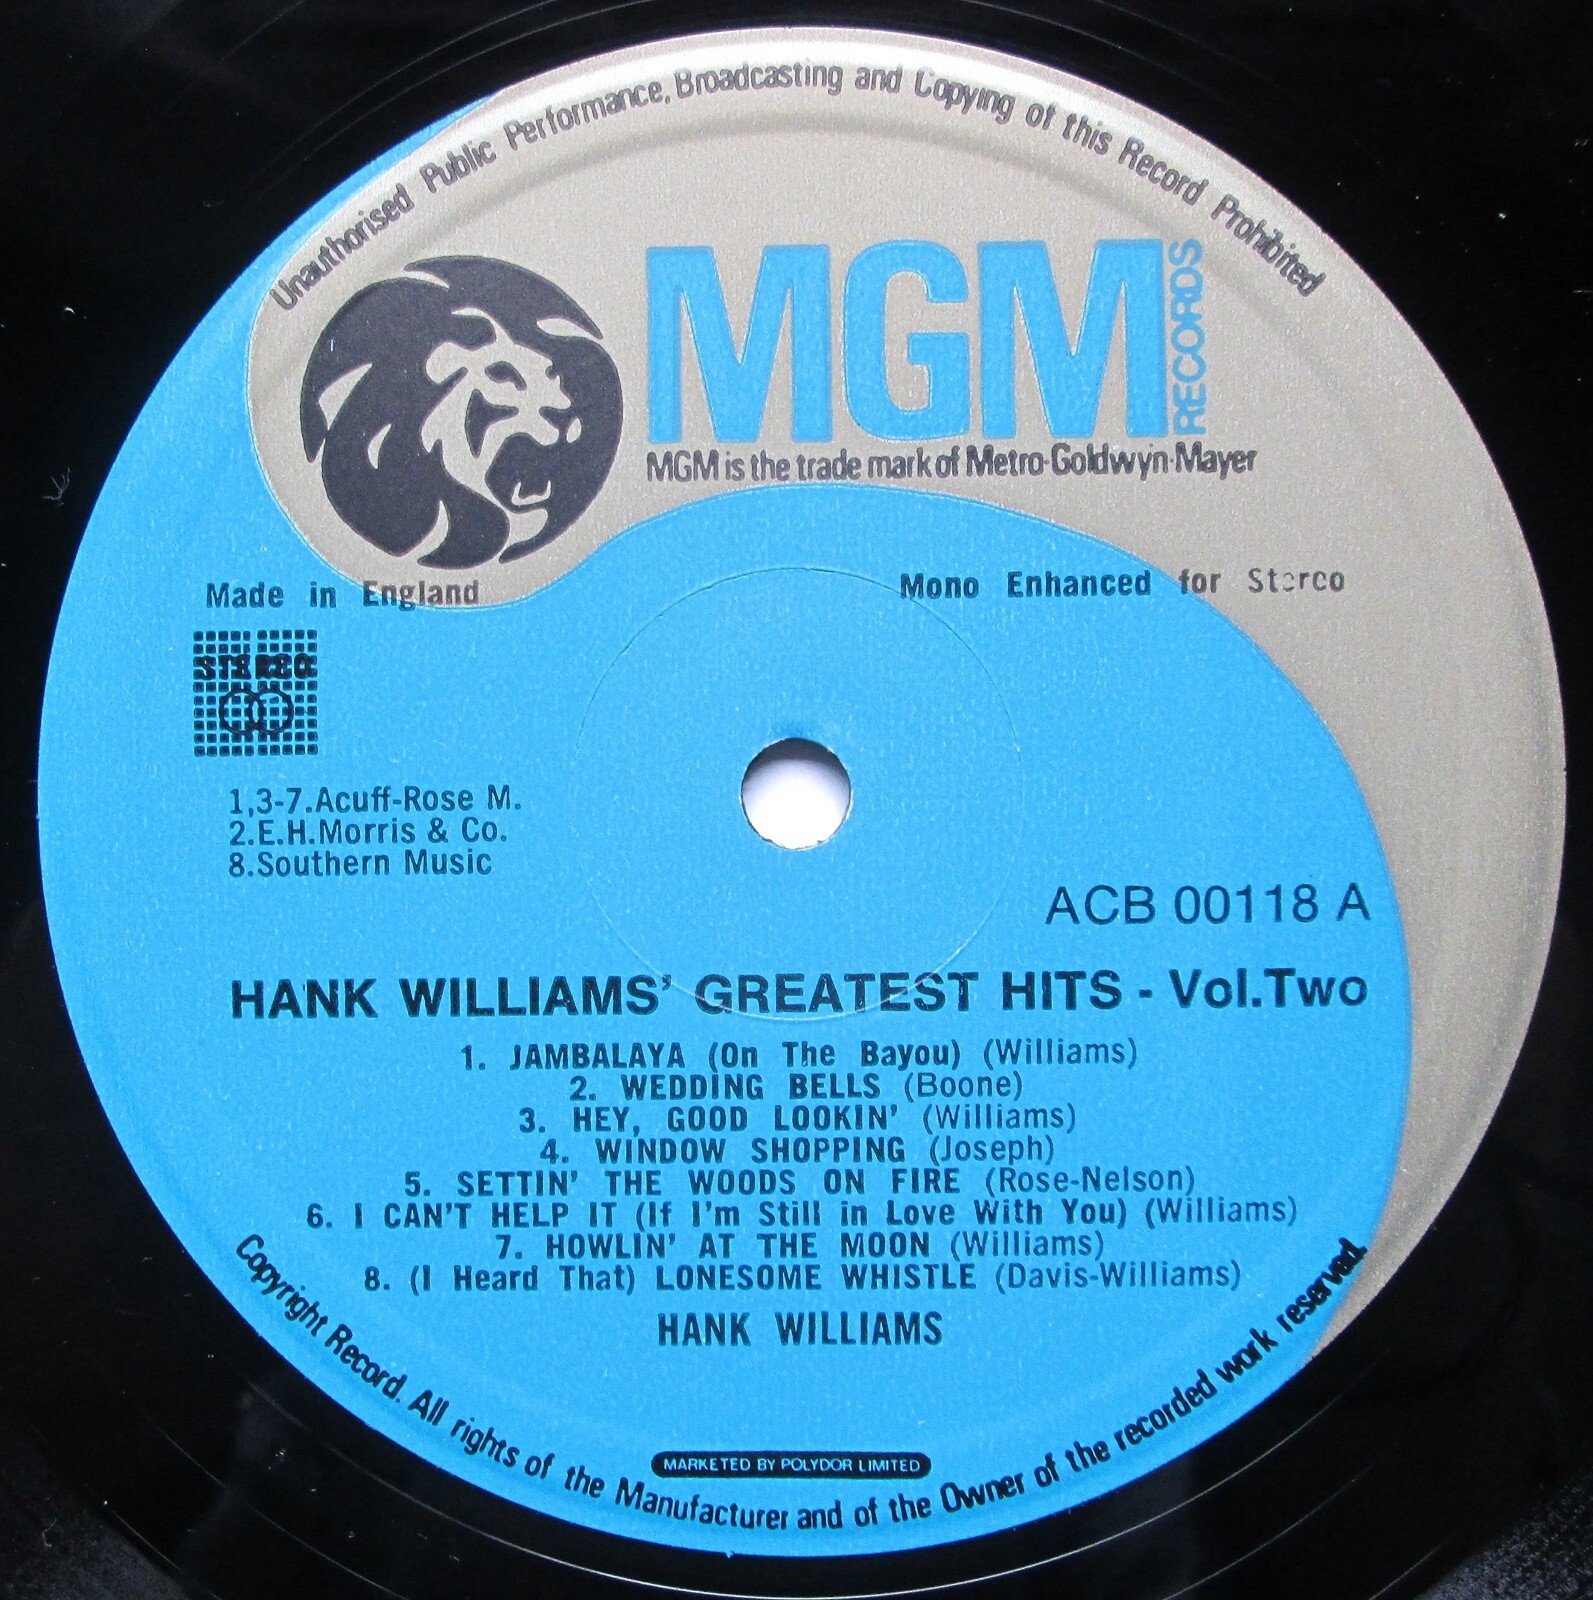 Unauthorised Public Performance, Broadcasting and Copying of this Record Prohibited
MGM RECORDS
MGM is the trade mark of Metro-Goldwyn-Mayer
Made in England
Mono Enhanced for Stereo
STEREO
1,3-7.Acuff-Rose M.
2.E.H.Morris & Co.
8.Southern Music
ACB 00118 A
HANK WILLIAMS' GREATEST HITS - Vol.Two
1. JAMBALAYA (On The Bayou) (Williams)
2. WEDDING BELLS (Boone)
3. HEY, GOOD LOOKIN' (Williams)
4. WINDOW SHOPPING (Joseph)
5. SETTIN' THE WOODS ON FIRE (Rose-Nelson)
6. I CAN'T HELP IT (If I'm Still in Love With You) (Williams)
7. HOWLIN' AT THE MOON (Williams)
8. (I Heard That) LONESOME WHISTLE (Davis-Williams)
HANK WILLIAMS
MARKETED BY POLYDOR LIMITED
Copyright Record. All rights of the Manufacturer and of the Owner of the recorded work reserved.